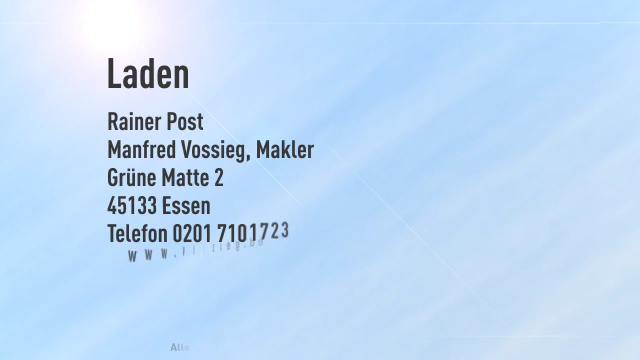 Laden
Rainer Post
Manfred Vossieg, Makler
Grüne Matte 2
45133 Essen
Telefon 0201 7101723